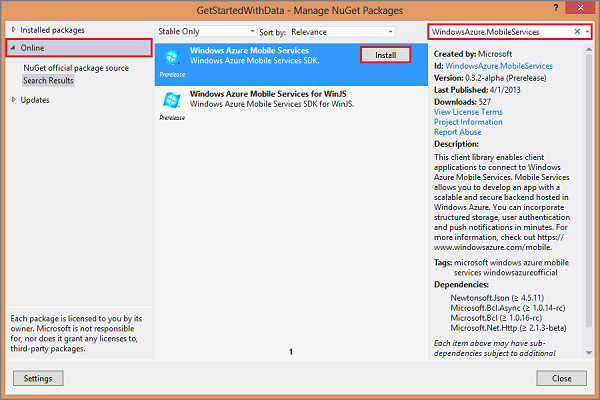 GetStartedWithData - Manage NuGet Packages
?
Installed packages
Online
NuGet official package source
Search Results
Updates
Each package is licensed to you by its
owner. Microsoft is not responsible
for, nor does it grant any licenses to,
third-party packages.
Stable Only
Sort by: Relevance
Windows Azure Mobile Services
Windows Azure Mobile Services SDK.
Prerelease
Install
Windows Azure Mobile Services for WinJS
Windows Azure Mobile Services SDK for WinJS.
Prerelease
1
WindowsAzure.MobileServices
Created by: Microsoft
Id: WindowsAzure.MobileServices
Version: 0.3.2-alpha (Prerelease)
Last Published: 4/1/2013
Downloads: 527
View License Terms
Project Information
Report Abuse
Description:
This client library enables client
applications to connect to Windows
Azure Mobile Services. Mobile Services
allows you to develop an app with a
scalable and secure backend hosted in
Windows Azure. You can incorporate
structured storage, user authentication
and push notifications in minutes. For
more information, check out https://
www.windowsazure.com/mobile.
Tags: microsoft windows azure mobile
services windowsazureofficial
Dependencies:
Newtonsoft.Json (≥ 4.5.11)
Microsoft.Bcl.Async (≥ 1.0.14-rc)
Microsoft.Bcl (≥ 1.0.16-rc)
Microsoft.Net.Http (≥ 2.1.3-beta)
Each item above may have sub-
dependencies subject to additional
Settings
Close